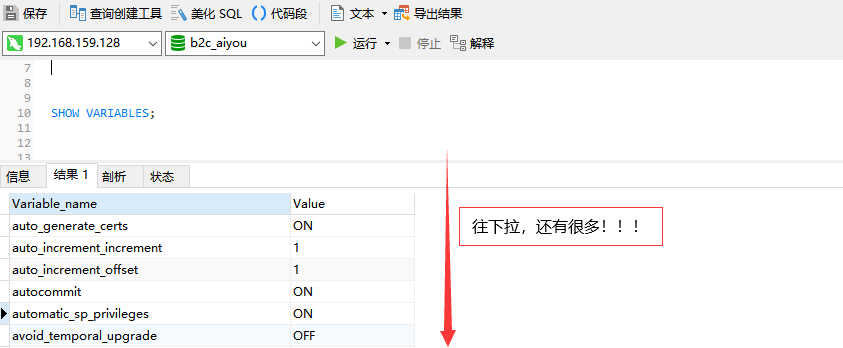 保存 查询创建工具 美化 SQL () 代码段 文本 导出结果
192.168.159.128 b2c_aiyou 运行 停止 解释
7
8
9
10 SHOW VARIABLES;
11
12
13
信息 结果 1 剖析 状态
Variable_name Value
auto_generate_certs ON
auto_increment_increment 1
往下拉，还有很多！！！
auto_increment_offset 1
autocommit ON
automatic_sp_privileges ON
avoid_temporal_upgrade OFF